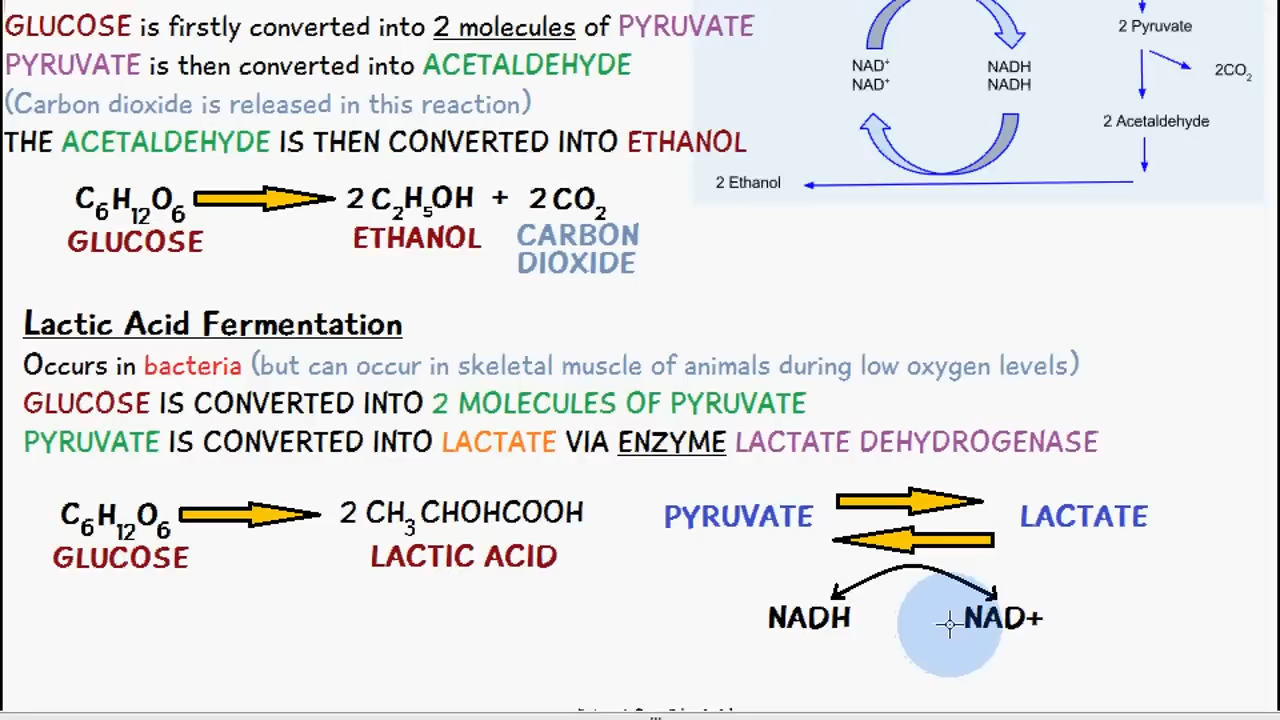 GLUCOSE is firstly converted into 2 molecules of PYRUVATE
PYRUVATE is then converted into ACETALDEHYDE
(Carbon dioxide is released in this reaction)
THE ACETALDEHYDE IS THEN CONVERTED INTO ETHANOL
C6H12O6 2 C2H5OH + 2 CO2
GLUCOSE ETHANOL CARBON
DIOXIDE
2 Pyruvate
NAD+ NADH
NAD+ NADH
2CO2
2 Acetaldehyde
2 Ethanol
Lactic Acid Fermentation
Occurs in bacteria (but can occur in skeletal muscle of animals during low oxygen levels)
GLUCOSE IS CONVERTED INTO 2 MOLECULES OF PYRUVATE
PYRUVATE IS CONVERTED INTO LACTATE VIA ENZYME LACTATE DEHYDROGENASE
C6H12O6 2 CH3CHOHCOOH
GLUCOSE LACTIC ACID
PYRUVATE LACTATE
NADH NAD+